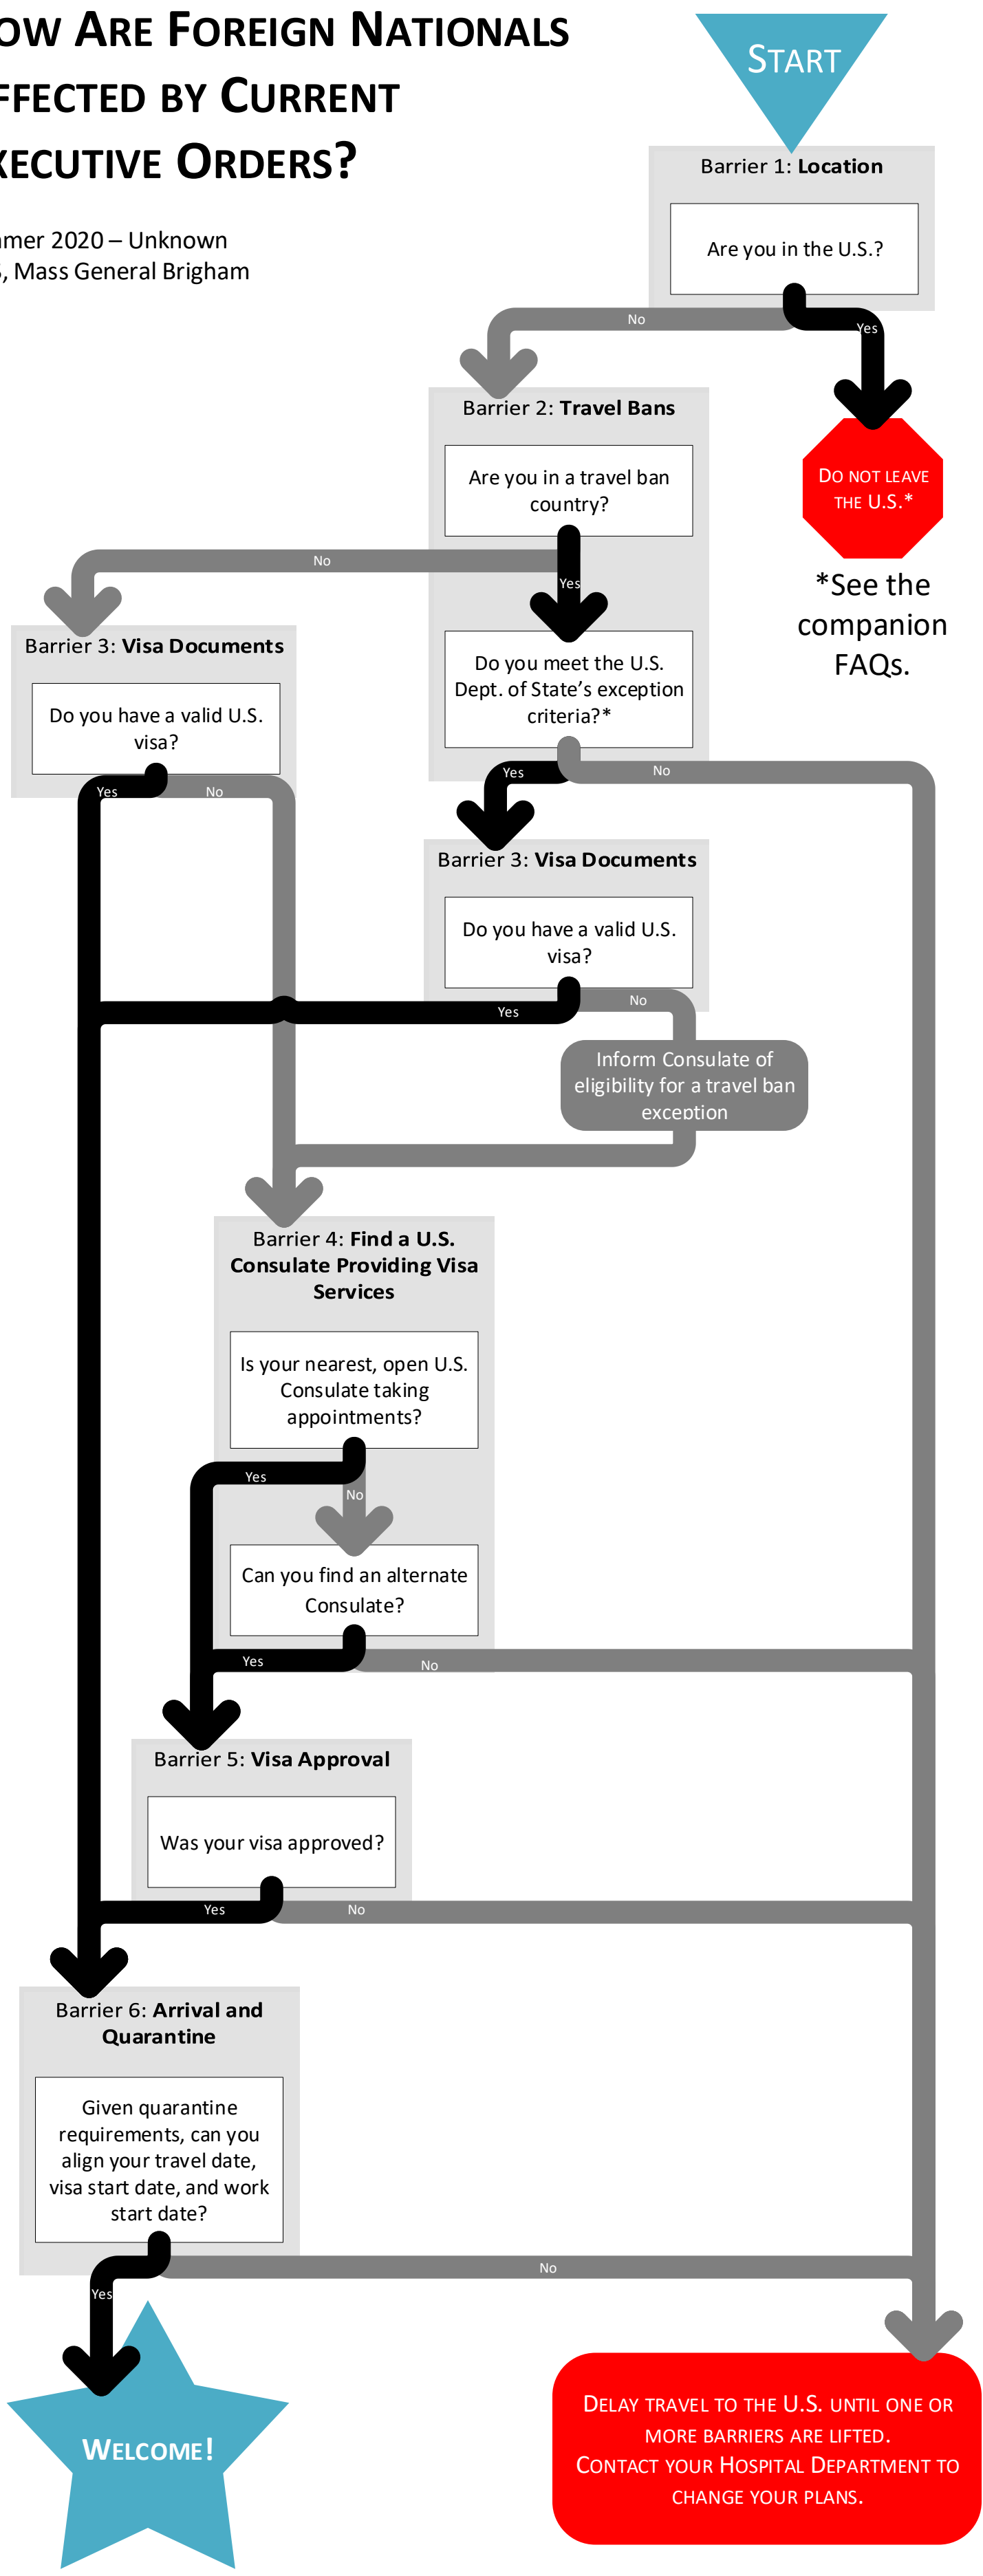 OW ARE FOREIGN NATIONALS
FFECTED BY CURRENT
XECUTIVE ORDERS?
mer 2020 – Unknown
, Mass General Brigham
START
Barrier 1: Location
Are you in the U.S.?
No
Yes
Barrier 2: Travel Bans
Are you in a travel ban
country?
DO NOT LEAVE
THE U.S.*
*See the
companion
FAQs.
No
Yes
Do you meet the U.S.
Dept. of State’s exception
criteria?*
Barrier 3: Visa Documents
Do you have a valid U.S.
visa?
Yes
No
Yes
No
Barrier 3: Visa Documents
Do you have a valid U.S.
visa?
Yes
No
Inform Consulate of
eligibility for a travel ban
exception
Barrier 4: Find a U.S.
Consulate Providing Visa
Services
Is your nearest, open U.S.
Consulate taking
appointments?
Yes
No
Can you find an alternate
Consulate?
Yes
No
Barrier 5: Visa Approval
Was your visa approved?
Yes
No
Barrier 6: Arrival and
Quarantine
Given quarantine
requirements, can you
align your travel date,
visa start date, and work
start date?
No
Yes
WELCOME!
DELAY TRAVEL TO THE U.S. UNTIL ONE OR
MORE BARRIERS ARE LIFTED.
CONTACT YOUR HOSPITAL DEPARTMENT TO
CHANGE YOUR PLANS.